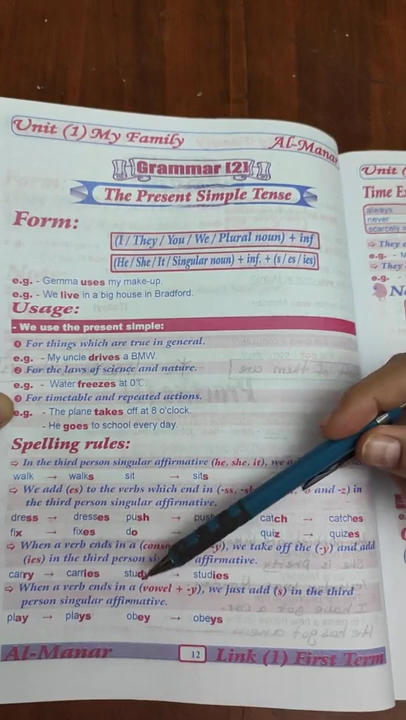 Unit (1) My Family
Al-Manar
Grammar [2]
The Present Simple Tense
Form:
(I / They / You / We / Plural noun) + inf
(He / She / It / Singular noun) + inf. + (s / es / ies)
e.g. - Gemma uses my make-up.
e.g. - We live in a big house in Bradford.
Usage:
- We use the present simple:
❶ For things which are true in general.
e.g. - My uncle drives a BMW.
❷ For the laws of science and nature.
e.g. - Water freezes at 0°C.
❸ For timetable and repeated actions.
e.g. - The plane takes off at 8 o'clock.
- He goes to school every day.
Spelling rules:
⇨ In the third person singular affirmative (he, she, it), we
walk → walks sit → sits
⇨ We add (es) to the verbs which end in (-ss, and -z) in
the third person singular affirmative.
dress → dresses push → catch → catches
fix → fixes do quiz → quizes
⇨ When a verb ends in a we take off the (-y) and add
(ies) in the third person affirmative.
carry → carries study → studies
⇨ When a verb ends in a (vowel + -y), we just add (s) in the third
person singular affirmative.
play → plays obey → obeys
Al-Manar 12 Link (1) First Term
Unit (
Time Ex
always
never
scarcely
⇨ They
e.g. -
⇨ They
e.g. -